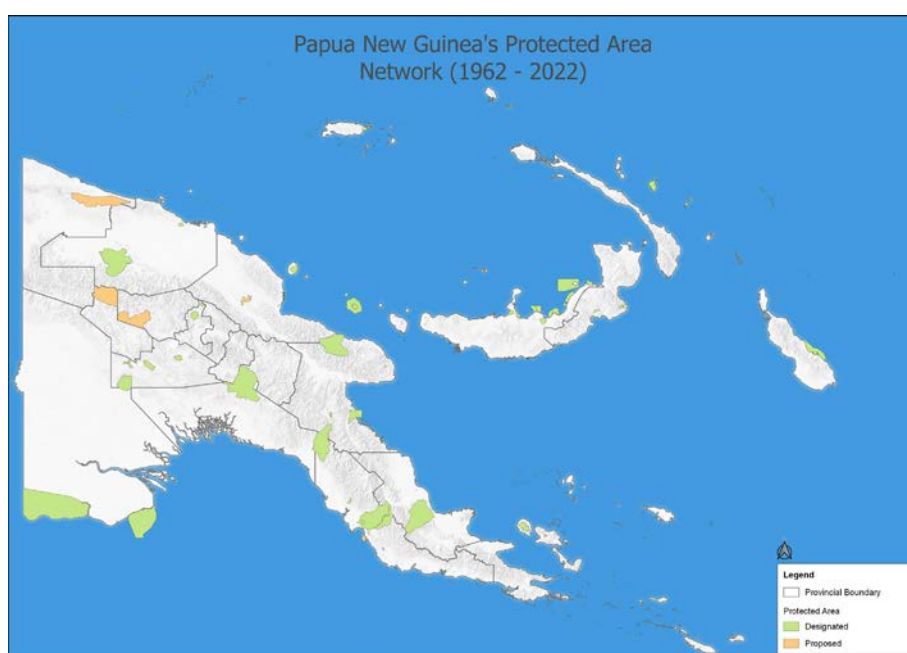 Papua New Guinea's Protected Area
Network (1962 - 2022)
Legend
Provincial Boundary
Protected Area
Designated
Proposed